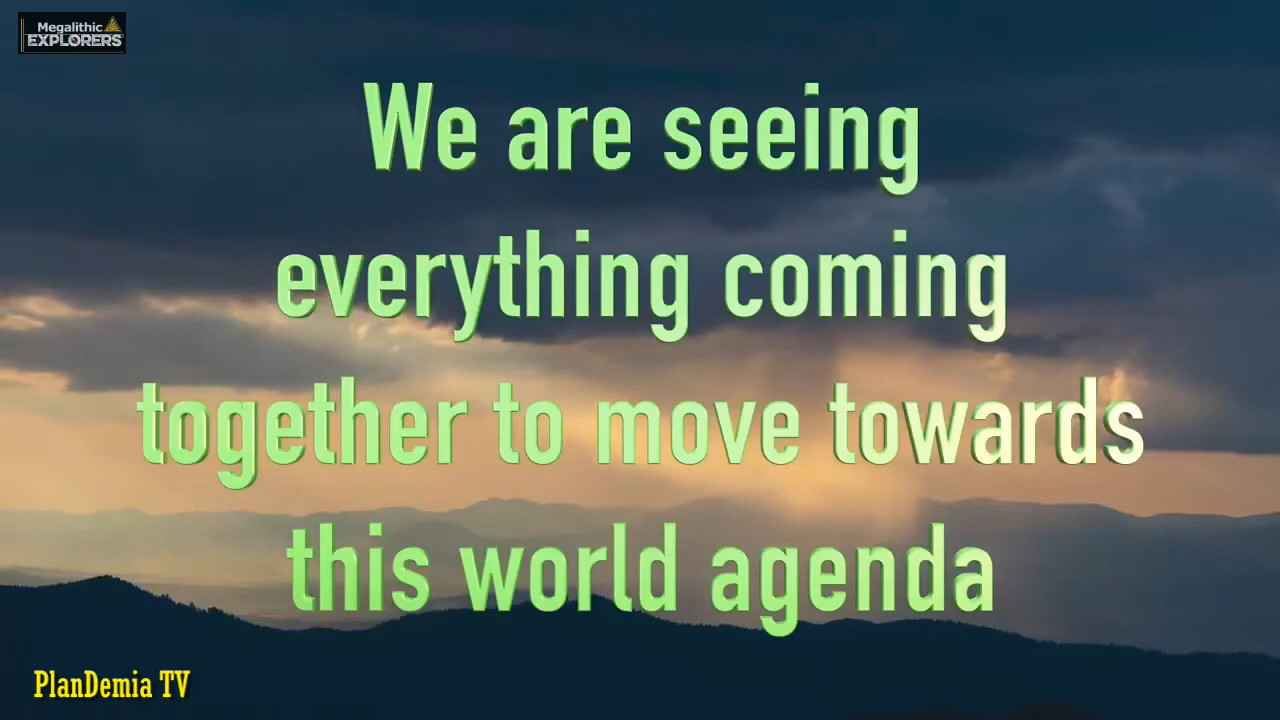 Megalithic
EXPLORERS
We are seeing
everything coming
together to move towards
this world agenda
PlanDemia TV